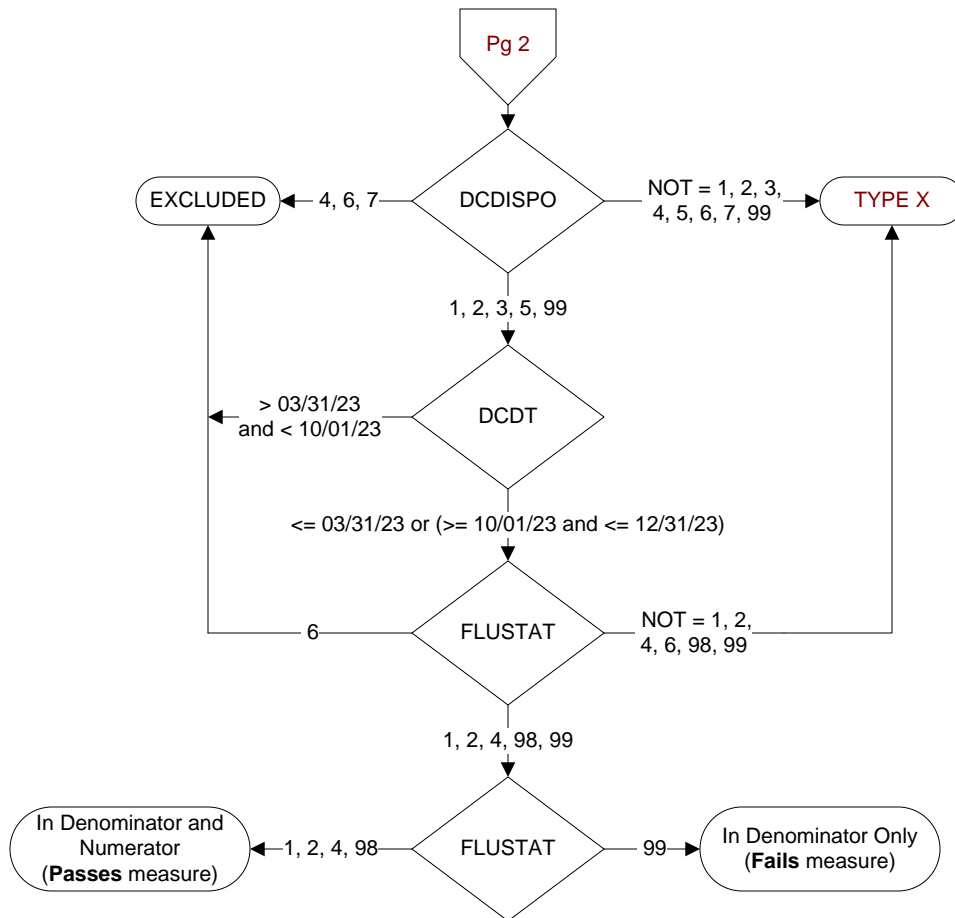 Pg 2
EXCLUDED
4, 6, 7
DCDISPO
NOT = 1, 2, 3,
4, 5, 6, 7, 99
TYPE X
1, 2, 3, 5, 99
> 03/31/23
and < 10/01/23
DCDT
<= 03/31/23 or (>= 10/01/23 and <= 12/31/23)
6
FLUSTAT
NOT = 1, 2,
4, 6, 98, 99
1, 2, 4, 98, 99
In Denominator and
Numerator
(Passes measure)
1, 2, 4, 98
FLUSTAT
99
In Denominator Only
(Fails measure)